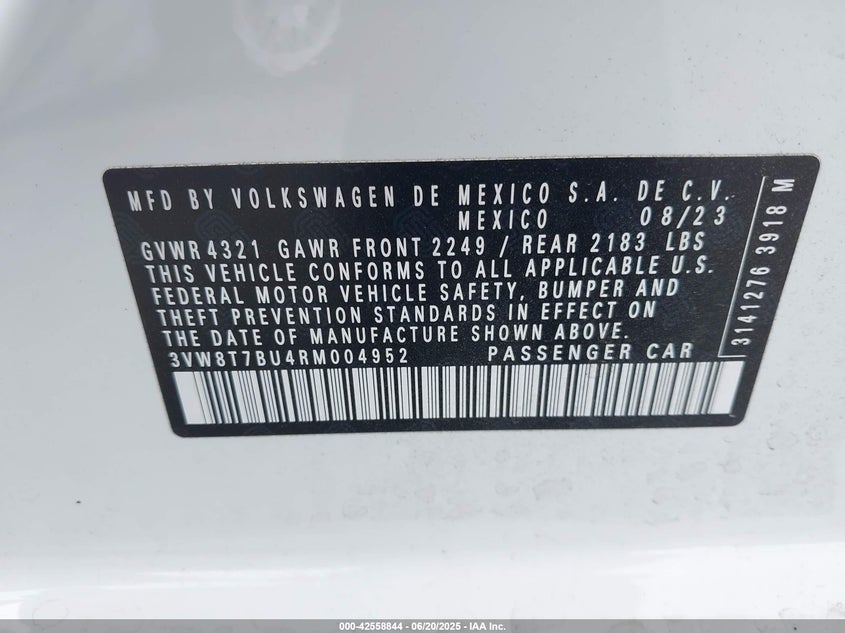 MFD BY VOLKSWAGEN DE MEXICO S.A. DE C.V.
MEXICO 08/23
GVWR 4321 GAWR FRONT 2249 / REAR 2183 LBS
THIS VEHICLE CONFORMS TO ALL APPLICABLE U.S.
FEDERAL MOTOR VEHICLE SAFETY, BUMPER AND
THEFT PREVENTION STANDARDS IN EFFECT ON
THE DATE OF MANUFACTURE SHOWN ABOVE.
3VW8T7BU4RM004952 PASSENGER CAR
3141276 3918 M
000-42558844 | 06/20/2025 - IAA Inc.